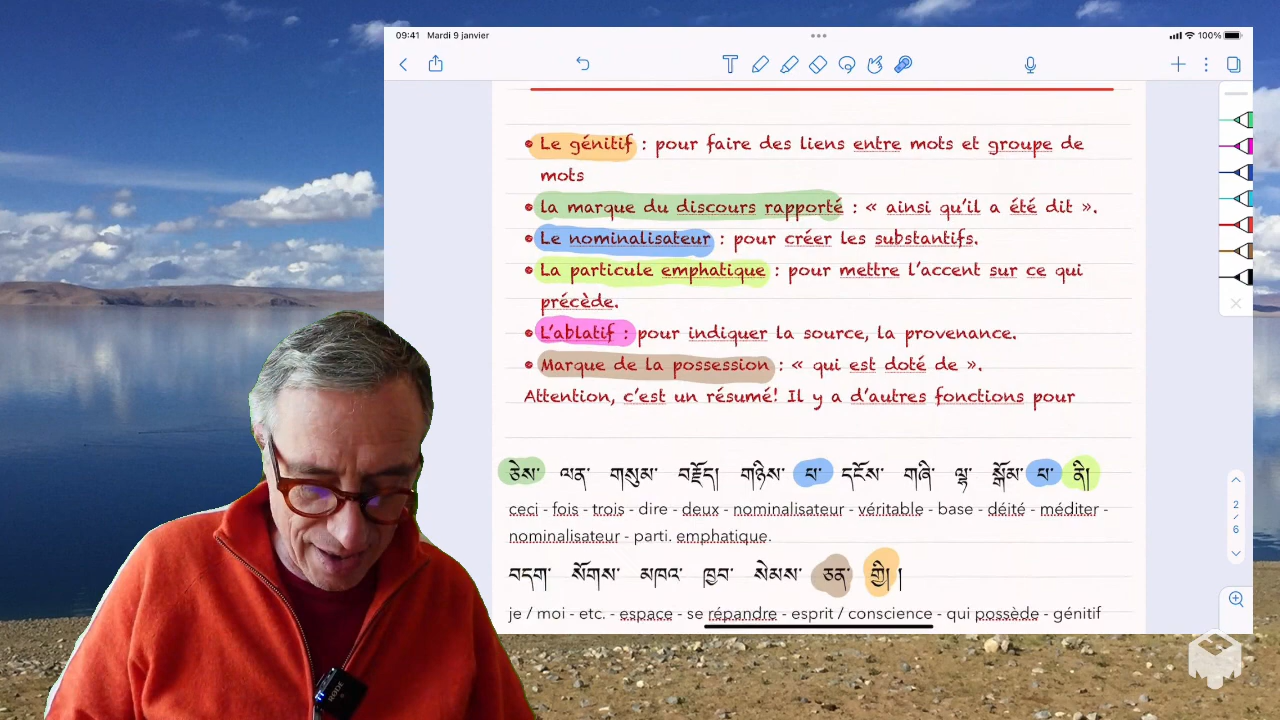 09:41 Mardi 9 janvier
100%
• Le génitif : pour faire des liens entre mots et groupe de
mots
• la marque du discours rapporté : « ainsi qu'il a été dit ».
• Le nominalisateur : pour créer les substantifs.
• La particule emphatique : pour mettre l'accent sur ce qui
précède.
• L'ablatif : pour indiquer la source, la provenance.
• Marque de la possession : « qui est doté de ».
Attention, c'est un résumé! Il y a d'autres fonctions pour
ཅེས་ ལན་ གསུམ་ བརྗོད། གཉིས་ པ་ དངོས་ གཞི་ ལྷ་ སྒོམ་ པ་ ནི།
ceci - fois - trois - dire - deux - nominalisateur - véritable - base - déité - méditer -
nominalisateur - parti. emphatique.
བདག་ སོགས་ མཁའ་ ཁྱབ་ སེམས་ ཅན་ གྱི། །
je / moi - etc. - espace - se répandre - esprit / conscience - qui possède - génitif
2
6
RODE